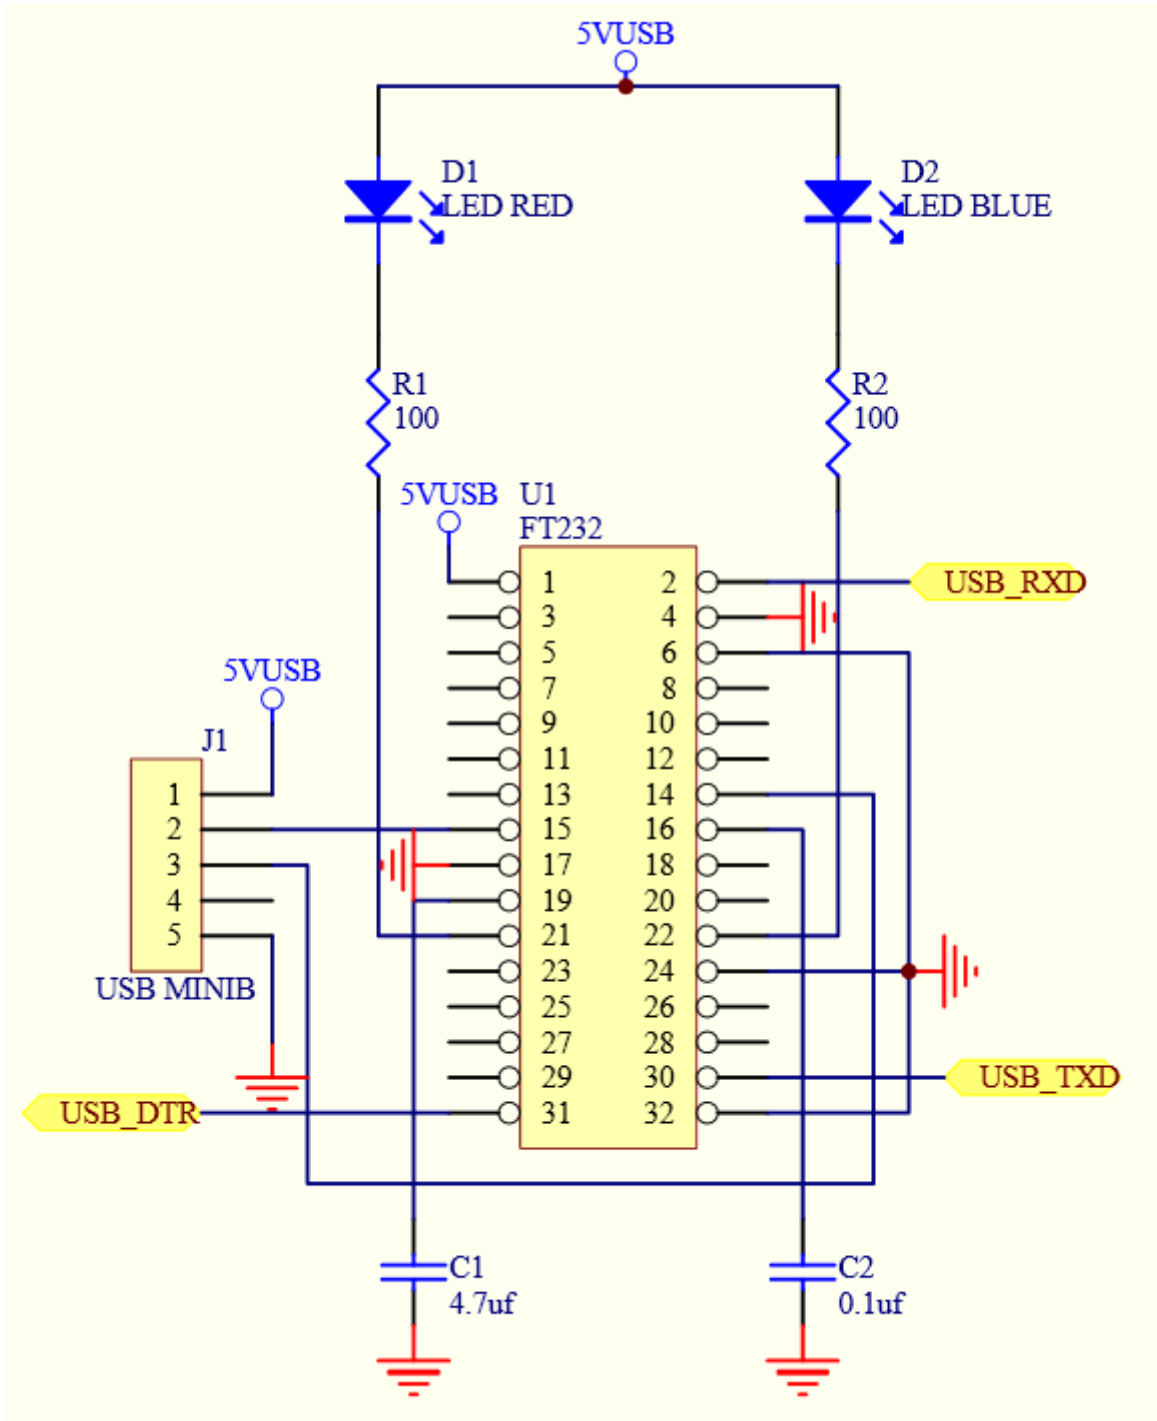 5VUSB
D1
LED RED
D2
LED BLUE
R1
100
R2
100
5VUSB
U1
FT232
1 2
3 4
5 6
7 8
9 10
11 12
13 14
15 16
17 18
19 20
21 22
23 24
25 26
27 28
29 30
31 32
USB_RXD
5VUSB
J1
1
2
3
4
5
USB MINIB
USB_TXD
USB_DTR
C1
4.7uf
C2
0.1uf